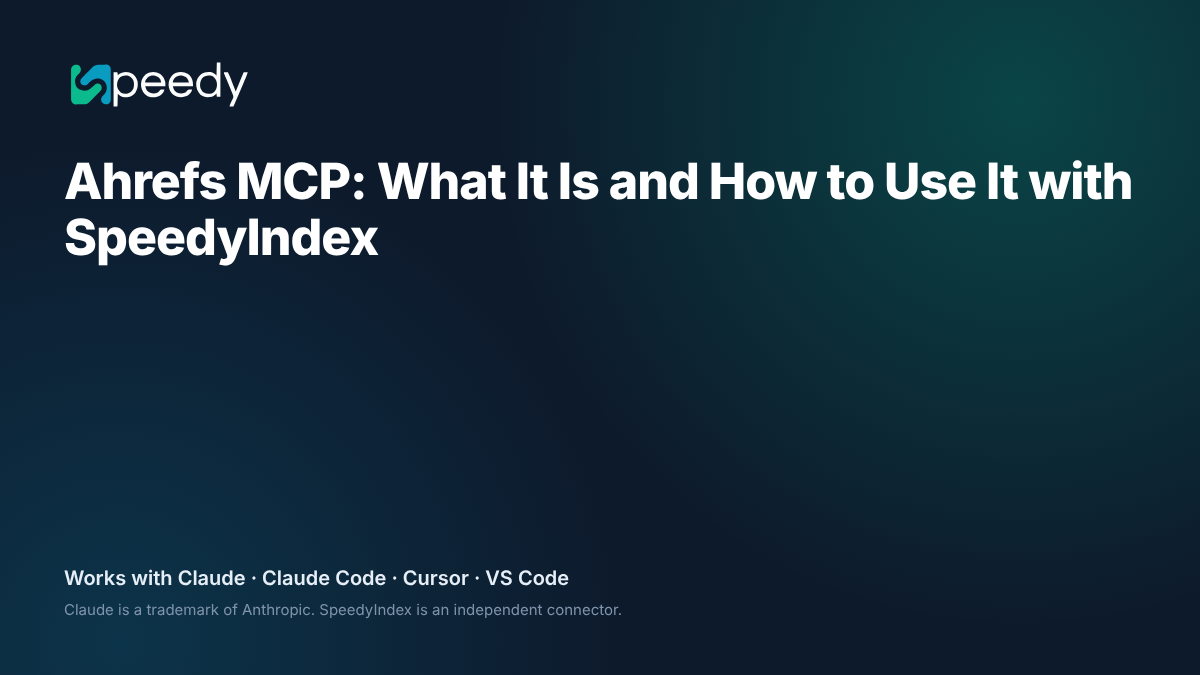 Speedy
Ahrefs MCP: What It Is and How to Use It with
SpeedyIndex
Works with Claude · Claude Code · Cursor · VS Code
Claude is a trademark of Anthropic. SpeedyIndex is an independent connector.